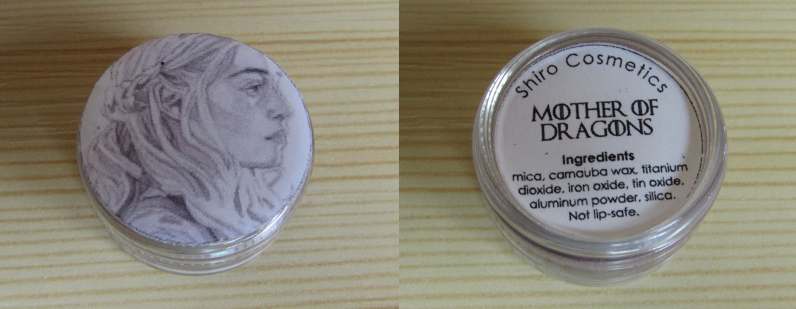 Shiro Cosmetics
MOTHER OF
DRAGONS
Ingredients
mica, carnauba wax, titanium
dioxide, iron oxide, tin oxide,
aluminum powder, silica.
Not lip-safe.